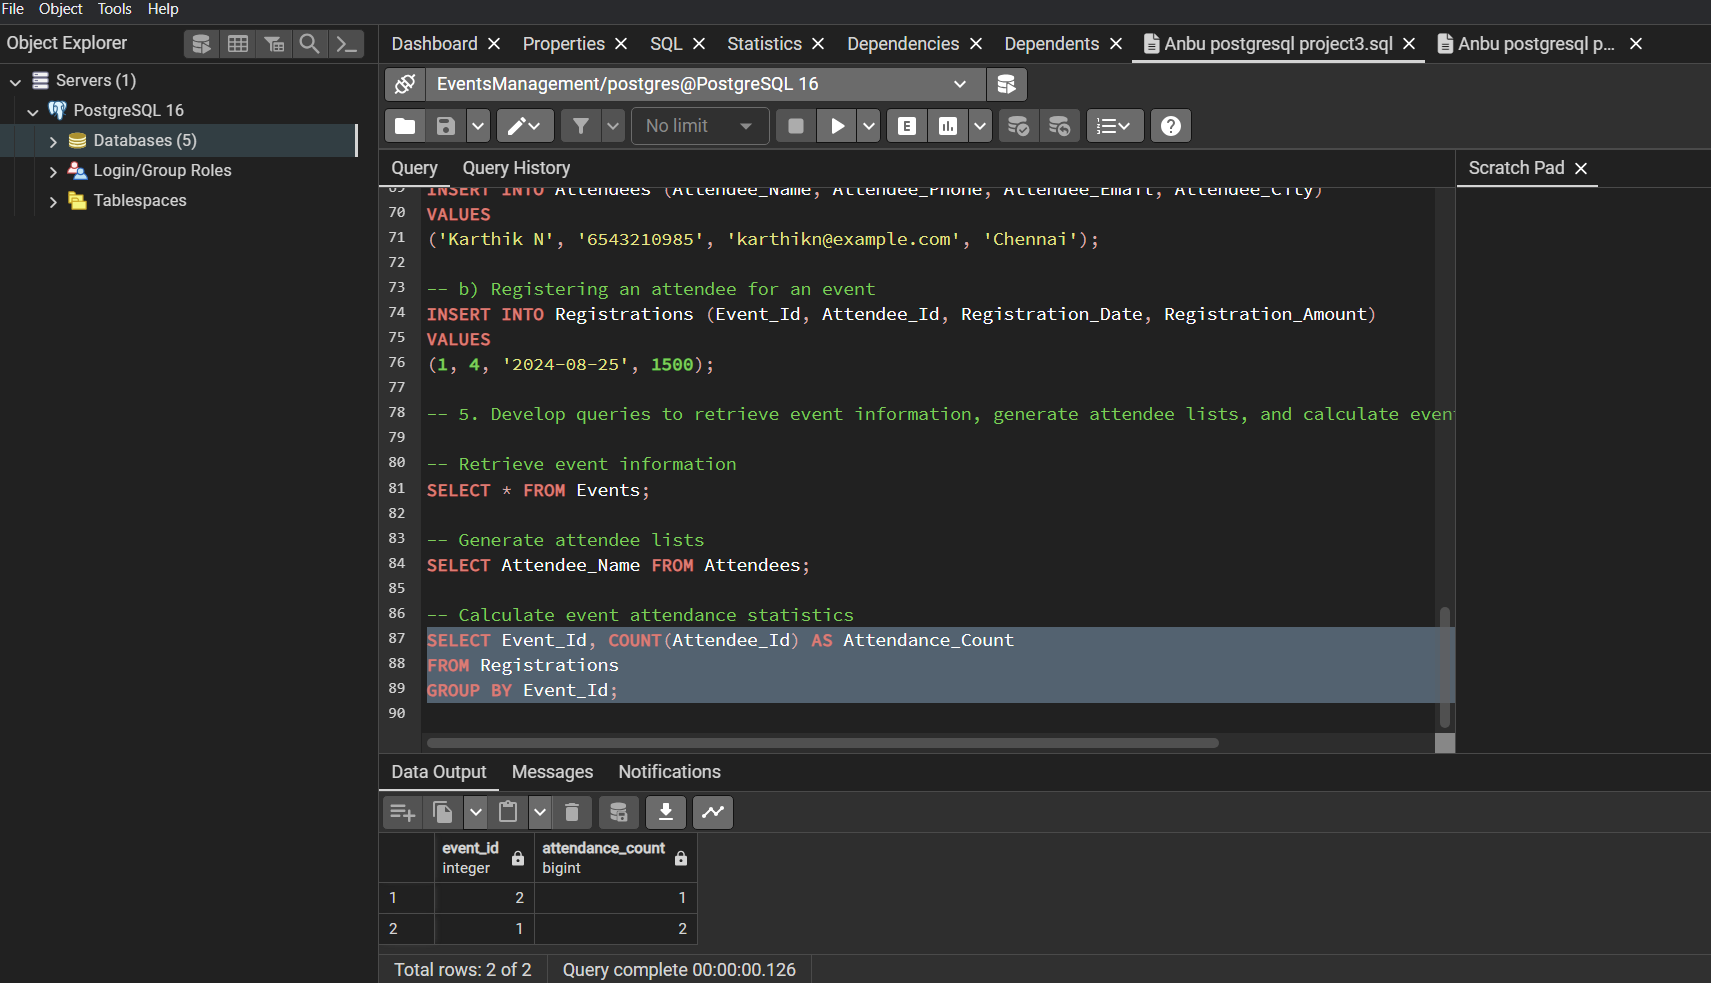 File Object Tools Help
Object Explorer
Servers (1)
PostgreSQL 16
Databases (5)
Login/Group Roles
Tablespaces
Dashboard Properties SQL Statistics Dependencies Dependents Anbu postgresql project3.sql Anbu postgresql p...
EventsManagement/postgres@PostgreSQL 16
No limit
E
Query Query History
Scratch Pad
69 INSERT INTO Attendees (Attendee_Name, Attendee_Phone, Attendee_Email, Attendee_City)
70 VALUES
71 ('Karthik N', '6543210985', 'karthikn@example.com', 'Chennai');
72
73 -- b) Registering an attendee for an event
74 INSERT INTO Registrations (Event_Id, Attendee_Id, Registration_Date, Registration_Amount)
75 VALUES
76 (1, 4, '2024-08-25', 1500);
77
78 -- 5. Develop queries to retrieve event information, generate attendee lists, and calculate even
79
80 -- Retrieve event information
81 SELECT * FROM Events;
82
83 -- Generate attendee lists
84 SELECT Attendee_Name FROM Attendees;
85
86 -- Calculate event attendance statistics
87 SELECT Event_Id, COUNT(Attendee_Id) AS Attendance_Count
88 FROM Registrations
89 GROUP BY Event_Id;
90
Data Output Messages Notifications
event_id attendance_count
integer bigint
1 2 1
2 1 2
Total rows: 2 of 2 Query complete 00:00:00.126